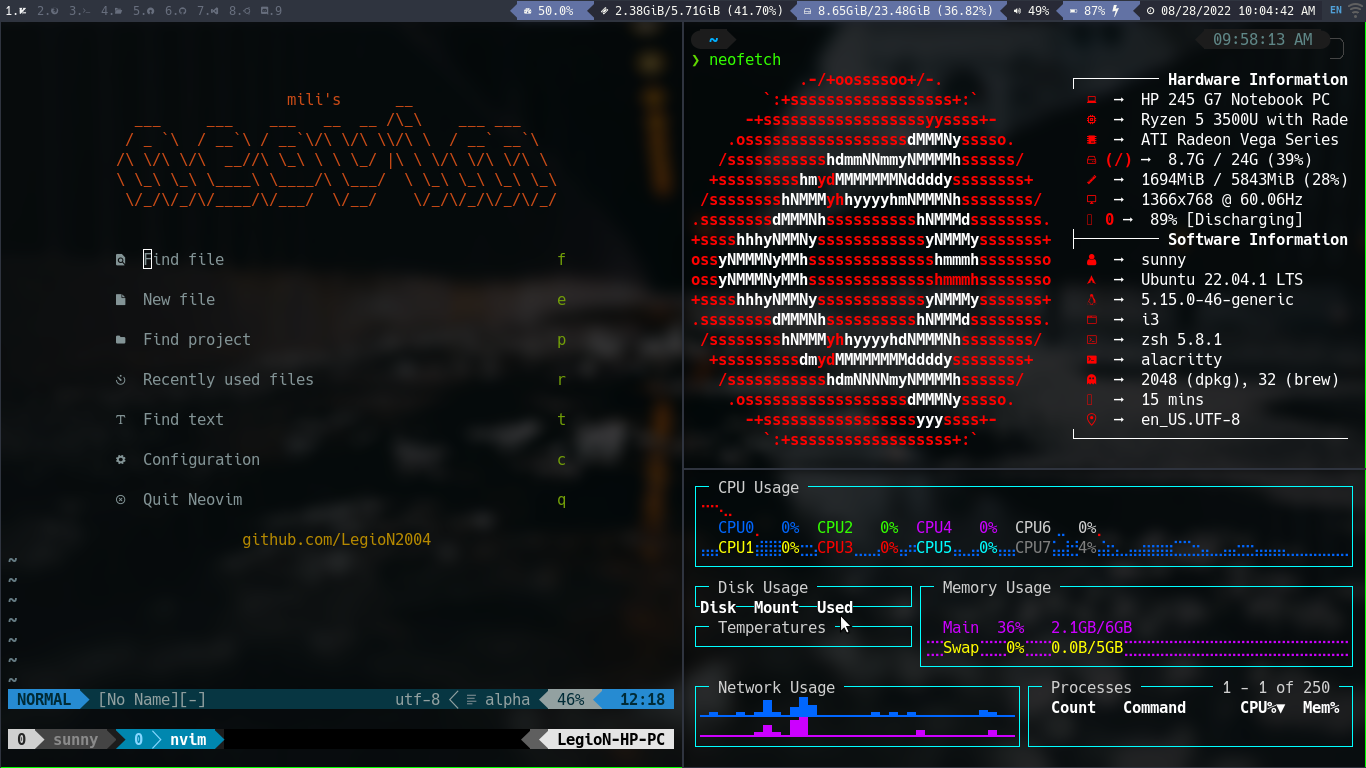 1. 2. 3. 4. 5. 6. 7. 8. 9. 50.0% 2.38GiB/5.71GiB (41.70%) 8.65GiB/23.48GiB (36.82%) 49% 87% 08/28/2022 10:04:42 AM EN
mili's
Find file f
New file e
Find project p
Recently used files r
Find text t
Configuration c
Quit Neovim q
github.com/LegioN2004
~
~
~
~
~
~
~
NORMAL [No Name][-] utf-8 < alpha 46% 12:18
0 sunny 0 nvim LegioN-HP-PC
~ 09:58:13 AM
❯ neofetch
Hardware Information
→ HP 245 G7 Notebook PC
→ Ryzen 5 3500U with Rade
→ ATI Radeon Vega Series
(/) → 8.7G / 24G (39%)
→ 1694MiB / 5843MiB (28%)
→ 1366x768 @ 60.06Hz
0 → 89% [Discharging]
Software Information
→ sunny
→ Ubuntu 22.04.1 LTS
→ 5.15.0-46-generic
→ i3
→ zsh 5.8.1
→ alacritty
→ 2048 (dpkg), 32 (brew)
→ 15 mins
→ en_US.UTF-8
CPU Usage
CPU0 0% CPU2 0% CPU4 0% CPU6 0%
CPU1 0% CPU3 0% CPU5 0% CPU7 4%
Disk Usage
Disk Mount Used
Temperatures
Memory Usage
Main 36% 2.1GB/6GB
Swap 0% 0.0B/5GB
Network Usage
Processes 1 - 1 of 250
Count Command CPU%▼ Mem%